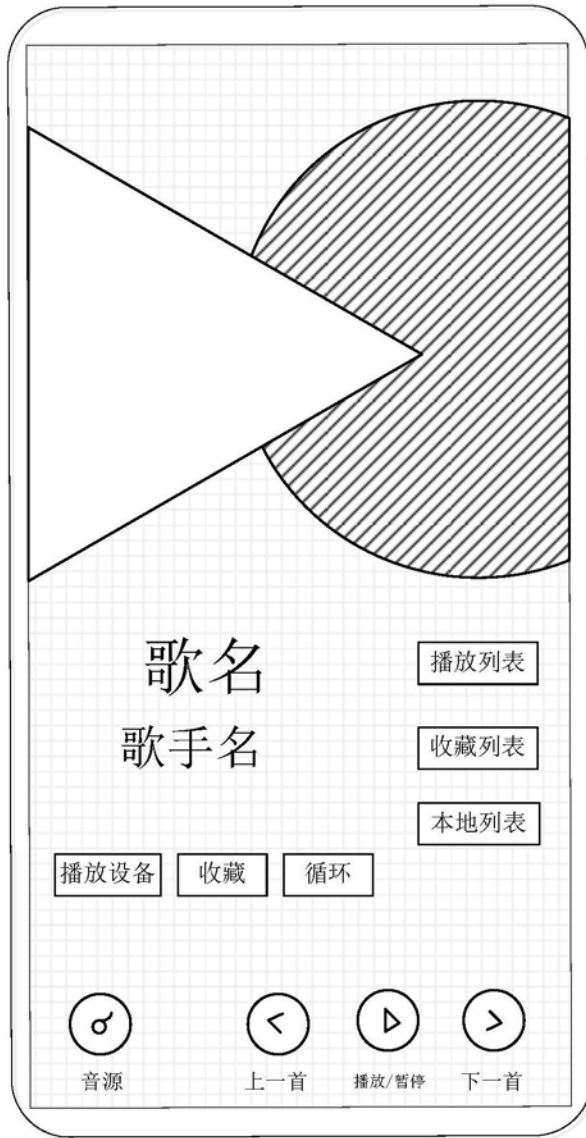 歌名
播放列表
歌手名
收藏列表
本地列表
播放设备
收藏
循环
音源
上一首
播放/暂停
下一首